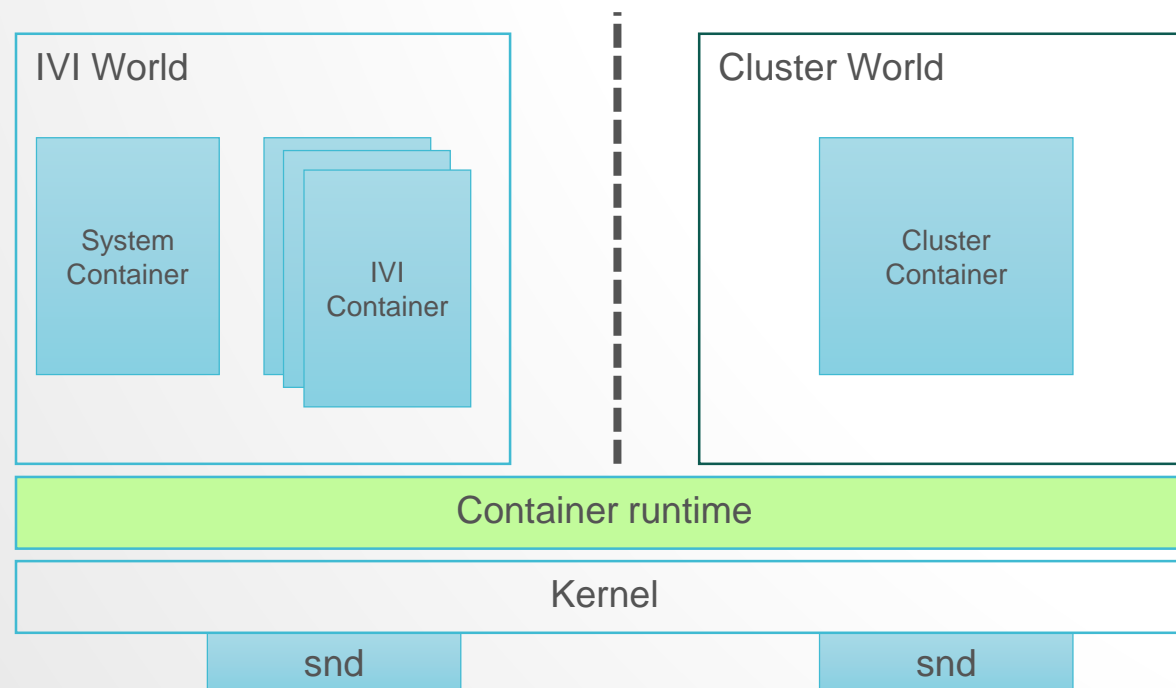 IVI World
Cluster World
System
Container
IVI
Container
Cluster
Container
Container runtime
Kernel
snd
snd